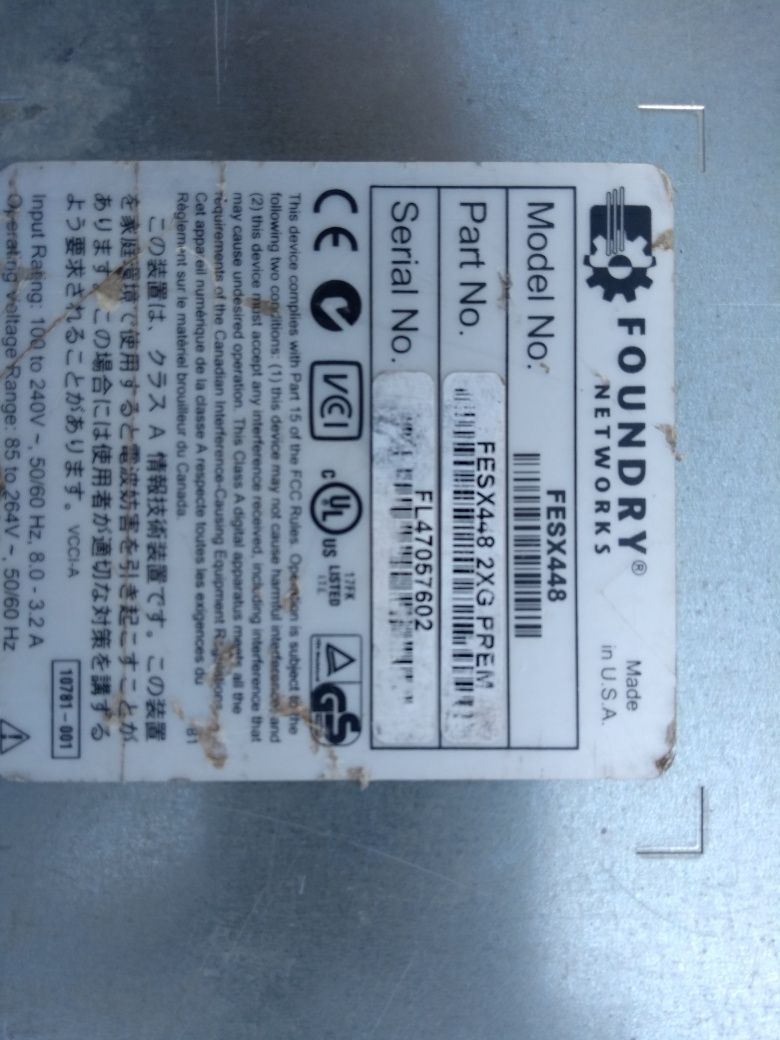 FOUNDRY®
NETWORKS
Made
in U.S.A.
Model No:
FESX448
Part No.
FESX448 2XG PREM
Serial No.
FL47057602
CE VCI c UL US LISTED 17FK I.T.E. GS
This device complies with Part 15 of the FCC Rules. Operation is subject to the
following two conditions: (1) this device may not cause harmful interference, and
(2) this device must accept any interference received, including interference that
may cause undesired operation. This Class A digital apparatus meets all the
requirements of the Canadian Interference-Causing Equipment Regulations.
Cet appareil numérique de la classe A respecte toutes les exigences du
Règlement sur le matériel brouilleur du Canada.
81
この装置は、クラス A 情報技術装置です。この装置
を家庭環境で使用すると電波妨害を引き起こすことが
あります。この場合には使用者が適切な対策を講ずる
よう要求されることがあります。 VCCI-A
10781-001
Input Rating: 100 to 240V ~, 50/60 Hz, 8.0 - 3.2 A
Operating Voltage Range: 85 to 264V ~, 50/60 Hz